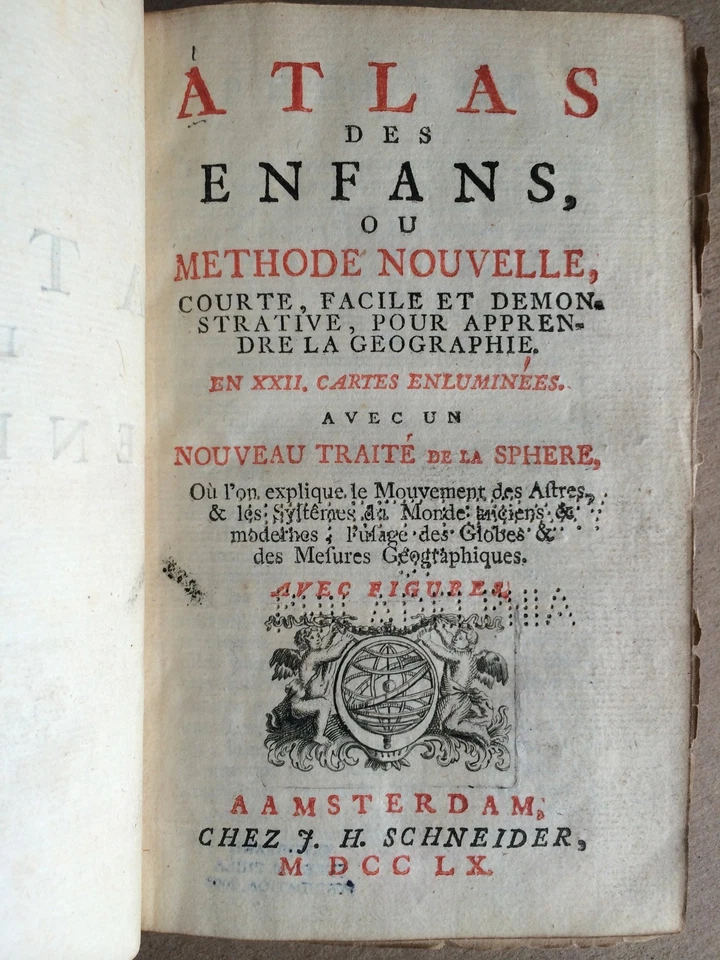 ATLAS
DES
ENFANS,
OU
METHODE NOUVELLE,
COURTE, FACILE ET DEMON-
STRATIVE, POUR APPREN-
DRE LA GEOGRAPHIE.
EN XXII. CARTES ENLUMINÉES.
AVEC UN
NOUVEAU TRAITÉ DE LA SPHERE,
Où l'on explique le Mouvement des Aſtres,
& les Syſtêmes du Monde anciens &
modernes ; l'uſage des Globes &
des Meſures Géographiques.
AVEC FIGURES.
A AMSTERDAM,
CHEZ J. H. SCHNEIDER,
M DCC LX.